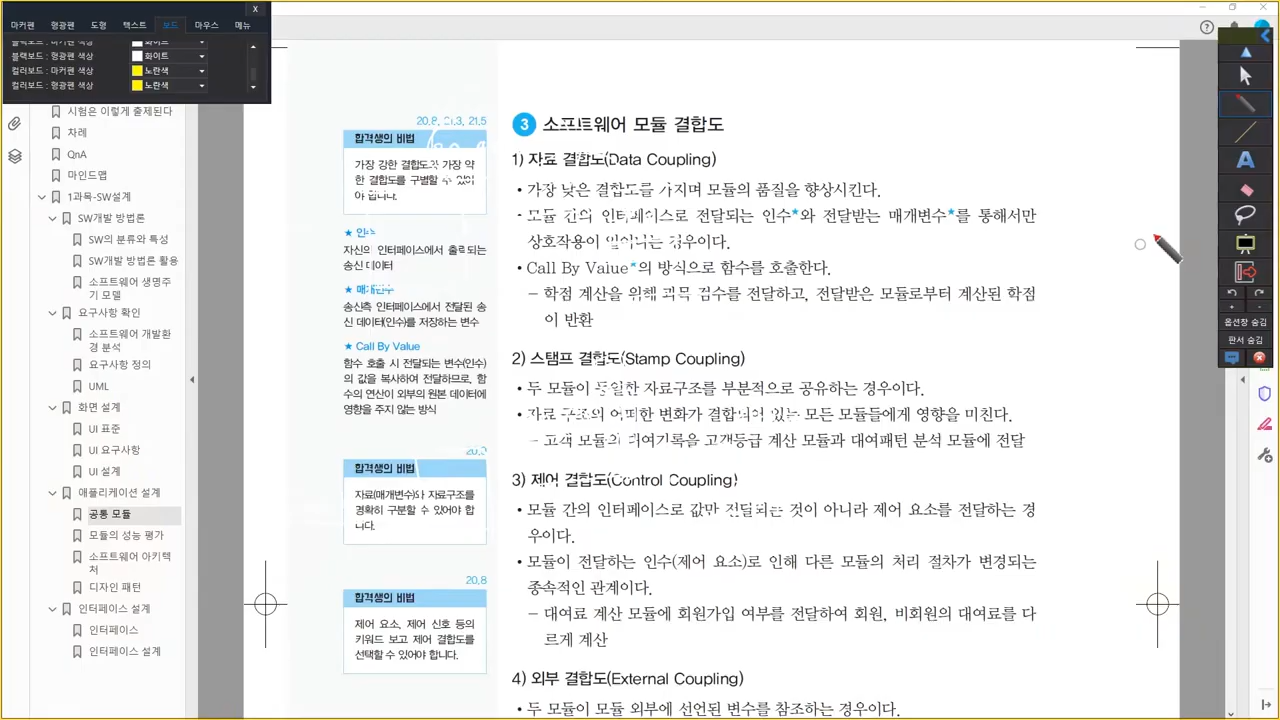 X
마커펜 형광펜 도형 텍스트 보드 마우스 메뉴
블랙보드 : 마커펜 색상 화이트
블랙보드 : 형광펜 색상 화이트
컬러보드 : 마커펜 색상 노란색
컬러보드 : 형광펜 색상 노란색
시험은 이렇게 출제된다
차례
QnA
마인드맵
1과목-SW설계
SW개발 방법론
SW의 분류와 특성
SW개발 방법론 활용
소프트웨어 생명주
기 모델
요구사항 확인
소프트웨어 개발환
경 분석
요구사항 정의
UML
화면 설계
UI 표준
UI 요구사항
UI 설계
애플리케이션 설계
공통 모듈
모듈의 성능 평가
소프트웨어 아키텍
처
디자인 패턴
인터페이스 설계
인터페이스
인터페이스 설계
20.8, 21.3, 21.5
합격생의 비법
가장 강한 결합도와 가장 약
한 결합도를 구별할 수 있어
야 합니다.
★ 인수
자신의 인터페이스에서 출력되는
송신 데이터
★ 매개변수
송신측 인터페이스에서 전달된 송
신 데이터(인수)를 저장하는 변수
★ Call By Value
함수 호출 시 전달되는 변수(인수)
의 값을 복사하여 전달하므로, 함
수의 연산이 외부의 원본 데이터에
영향을 주지 않는 방식
합격생의 비법
자료(매개변수)와 자료구조를
경확히 구분할 수 있어야 합
니다.
20.8
합격생의 비법
제어 요소, 제어 신호 등의
키워드 보고 제어 결합도를
선택할 수 있어야 합니다.
3 소프트웨어 모듈 결합도
1) 자료 결합도(Data Coupling)
• 가장 낮은 결합도를 가지며 모듈의 품질을 향상시킨다.
• 모듈 간의 인터페이스로 전달되는 인수★와 전달받는 매개변수★를 통해서만
상호작용이 일어나는 경우이다.
• Call By Value★의 방식으로 함수를 호출한다.
– 학점 계산을 위해 과목 점수를 전달하고, 전달받은 모듈로부터 계산된 학점
이 반환
2) 스탬프 결합도(Stamp Coupling)
• 두 모듈이 동일한 자료구조를 부분적으로 공유하는 경우이다.
• 자료 구조의 어떠한 변화가 결합되어 있는 모든 모듈들에게 영향을 미친다.
– 고객 모듈의 대여기록을 고객등급 계산 모듈과 대여패턴 분석 모듈에 전달
3) 제어 결합도(Control Coupling)
• 모듈 간의 인터페이스로 값만 전달되는 것이 아니라 제어 요소를 전달하는 경
우이다.
• 모듈이 전달하는 인수(제어 요소)로 인해 다른 모듈의 처리 절차가 변경되는
종속적인 관계이다.
– 대여료 계산 모듈에 회원가입 여부를 전달하여 회원, 비회원의 대여료를 다
르게 계산
4) 외부 결합도(External Coupling)
• 두 모듈이 모듈 외부에 선언된 변수를 참조하는 경우이다.
A
옵션창 숨김
판서 숨김